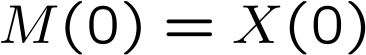 M(0) = X(0)